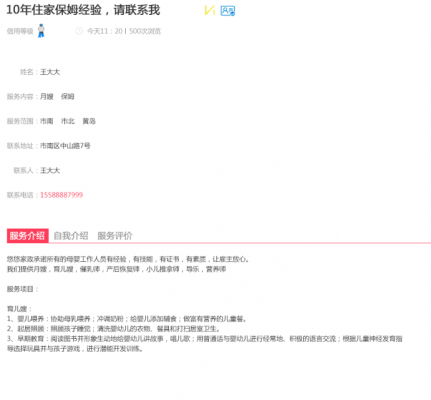 10年住家保姆经验，请联系我
信用等级 今天11：20 | 500次浏览
姓名：王大大
服务内容：月嫂 保姆
服务范围：市南 市北 黄岛
联系地址：市南区中山路7号
联系人：王大大
联系电话：15588887999
服务介绍 自我介绍 服务评价
您您家政承诺所有的母婴工作人员有经验，有技能，有证书，有素质，让雇主放心。
我们提供月嫂，育儿嫂，催乳师，产后恢复师，小儿推拿师，导乐，营养师
服务项目：
育儿嫂：
1、婴儿喂养：协助母乳喂养；冲调奶粉；给婴儿添加辅食；做富有营养的儿童餐。
2、起居照顾：照顾孩子睡觉；清洗婴幼儿的衣物、餐具和打扫居室卫生。
3、早期教育：阅读图书并形象生动地给婴幼儿讲故事，唱儿歌；用普通话与婴幼儿进行经常地、积极的语言交流；根据儿童神经发育指
等选择玩具并与孩子游戏，进行潜能开发训练。